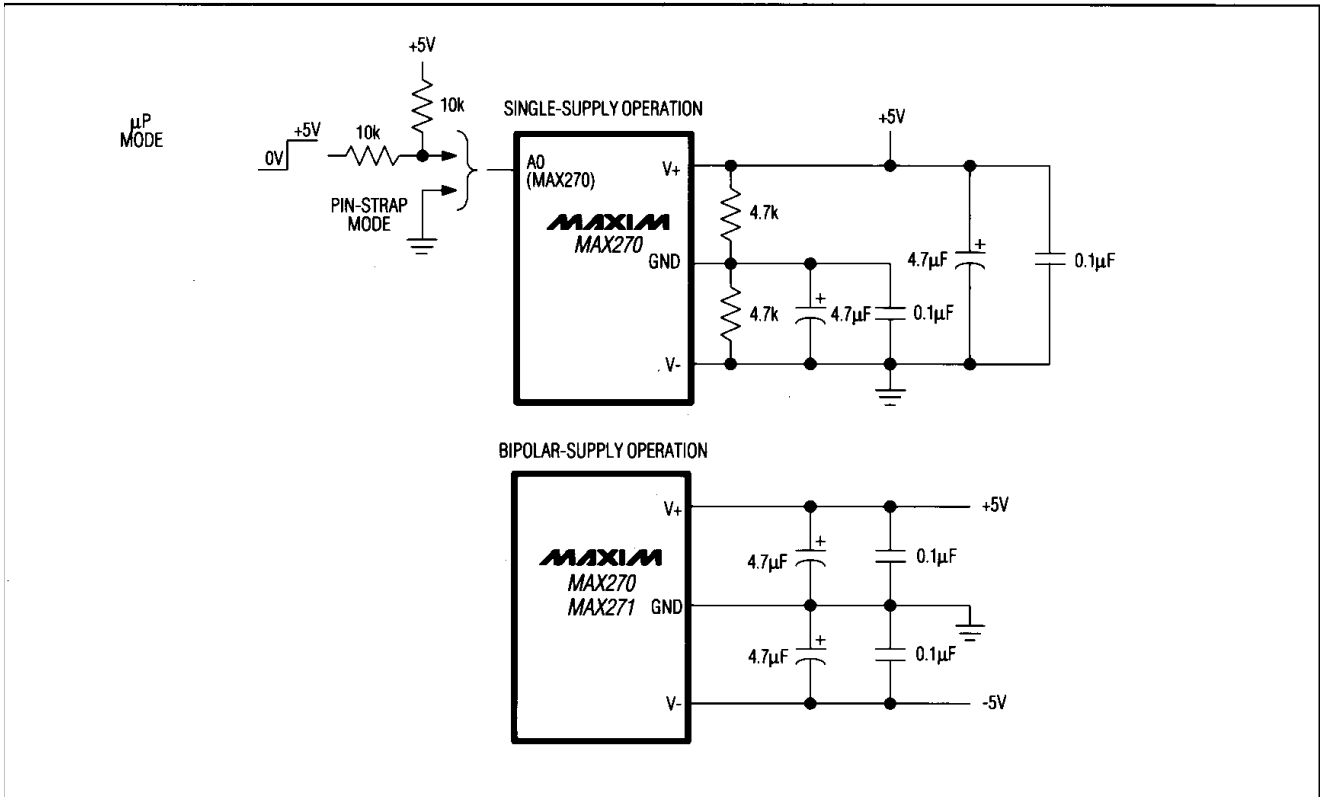 +5V
10k
SINGLE-SUPPLY OPERATION
+5V
μP
MODE
0V
+5V
10k
A0
(MAX270)
V+
PIN-STRAP
MODE
MAXIM
MAX270
4.7k
GND
4.7μF
+
0.1μF
4.7k
+
4.7μF
0.1μF
V-
BIPOLAR-SUPPLY OPERATION
V+
+5V
MAXIM
MAX270
MAX271
GND
4.7μF
+
0.1μF
4.7μF
+
0.1μF
V-
-5V